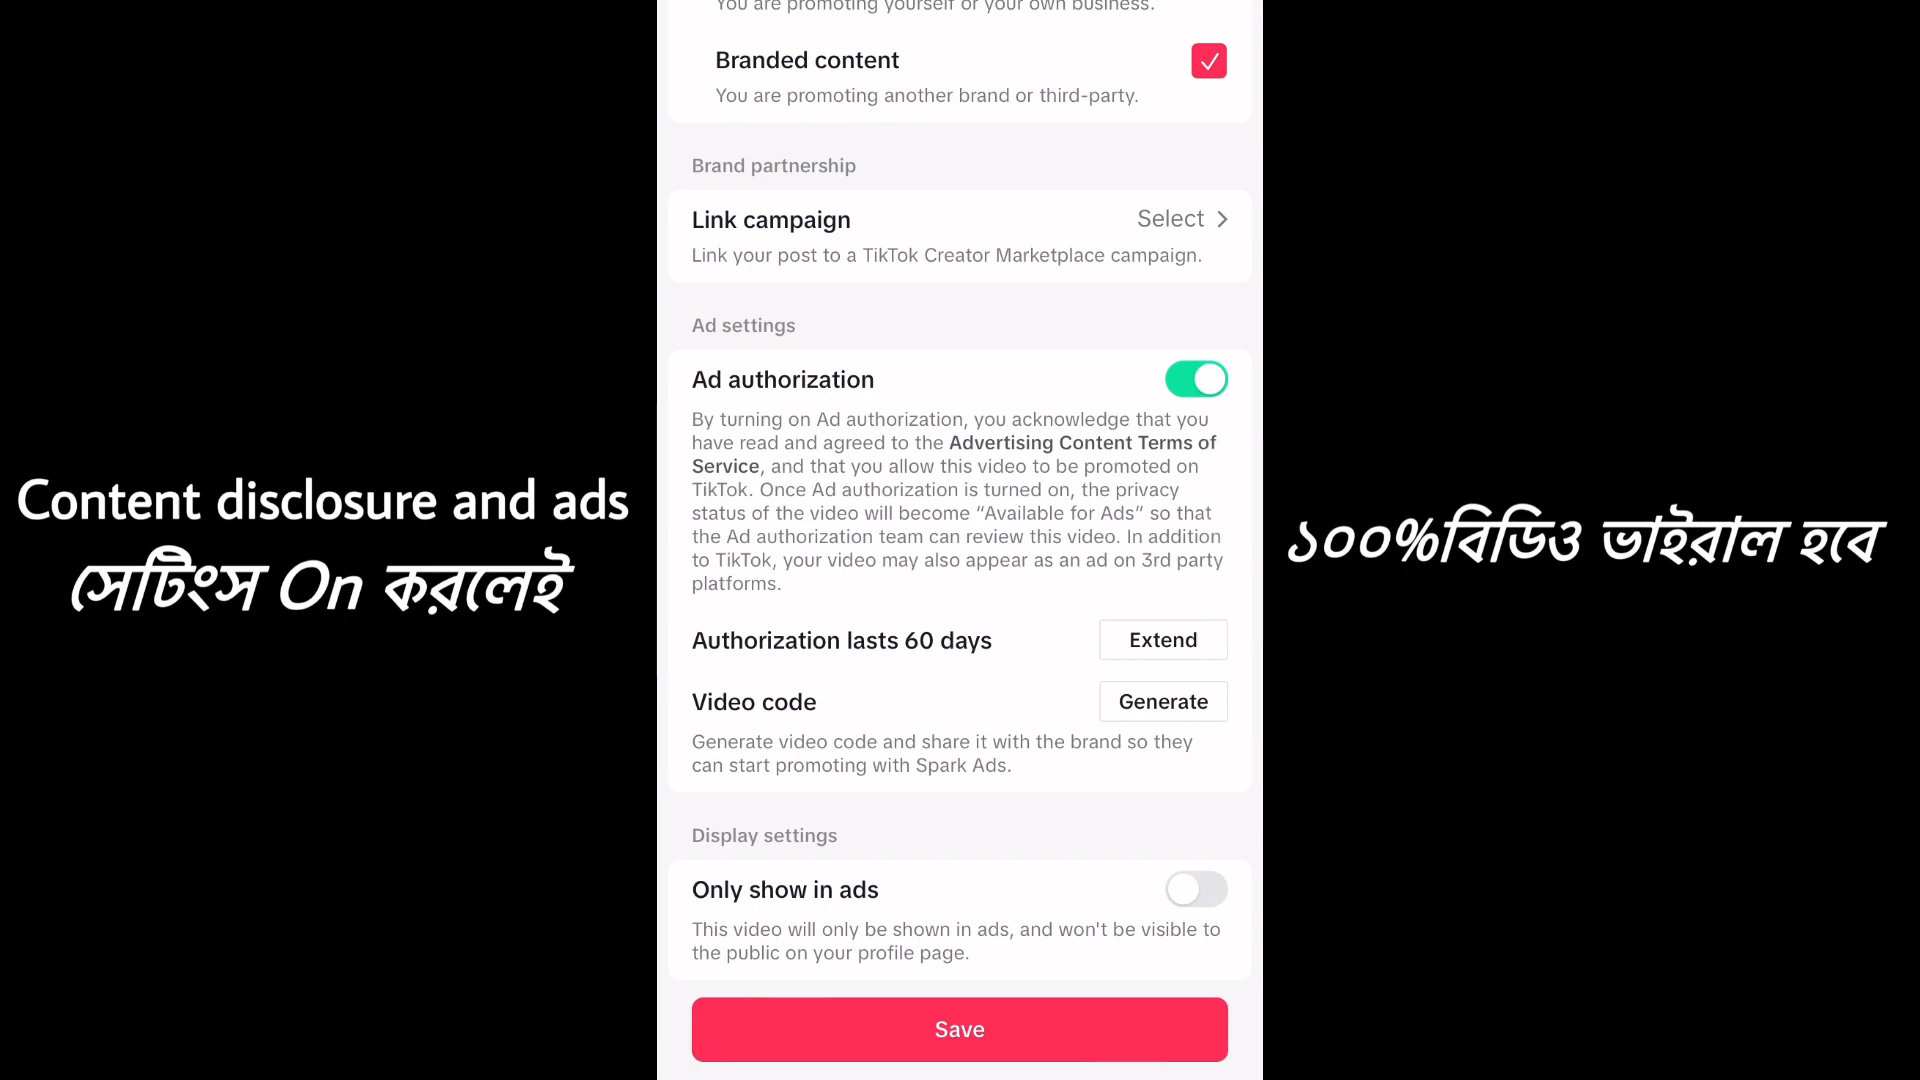 You are promoting yourself or your own business.
Branded content
You are promoting another brand or third-party.
Brand partnership
Link campaign
Select
Link your post to a TikTok Creator Marketplace campaign.
Ad settings
Ad authorization
By turning on Ad authorization, you acknowledge that you
have read and agreed to the Advertising Content Terms of
Service, and that you allow this video to be promoted on
TikTok. Once Ad authorization is turned on, the privacy
status of the video will become “Available for Ads” so that
the Ad authorization team can review this video. In addition
to TikTok, your video may also appear as an ad on 3rd party
platforms.
Authorization lasts 60 days
Extend
Video code
Generate
Generate video code and share it with the brand so they
can start promoting with Spark Ads.
Display settings
Only show in ads
This video will only be shown in ads, and won't be visible to
the public on your profile page.
Save
Content disclosure and ads
সেটিংস On করলেই
১০০%বিডিও ভাইরাল হবে